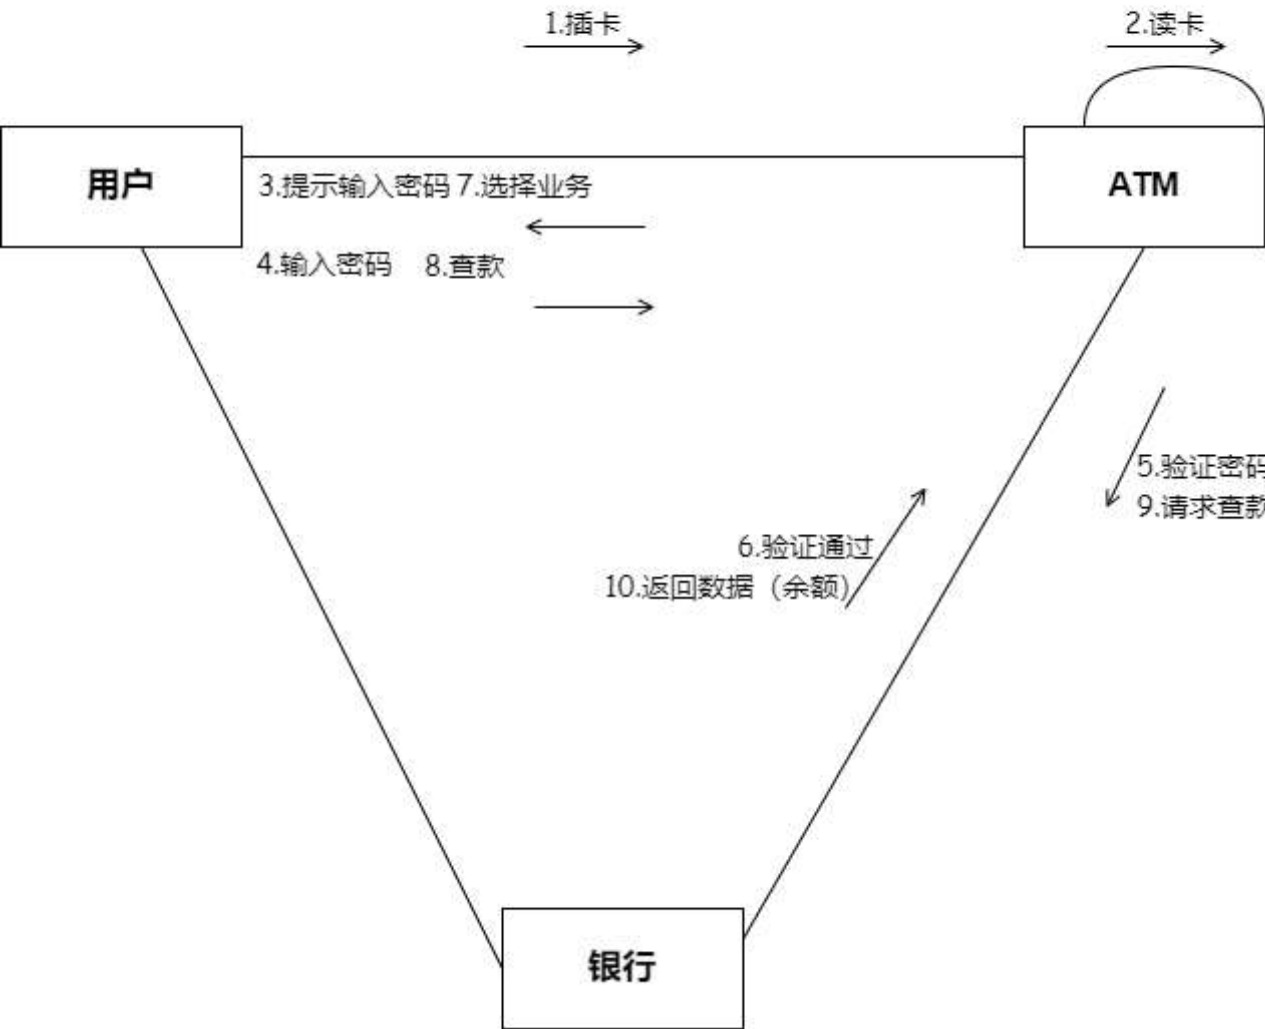 1.插卡
2.读卡
用户
ATM
3.提示输入密码 7.选择业务
4.输入密码 8.查款
5.验证密码
9.请求查款
6.验证通过
10.返回数据（余额）
银行